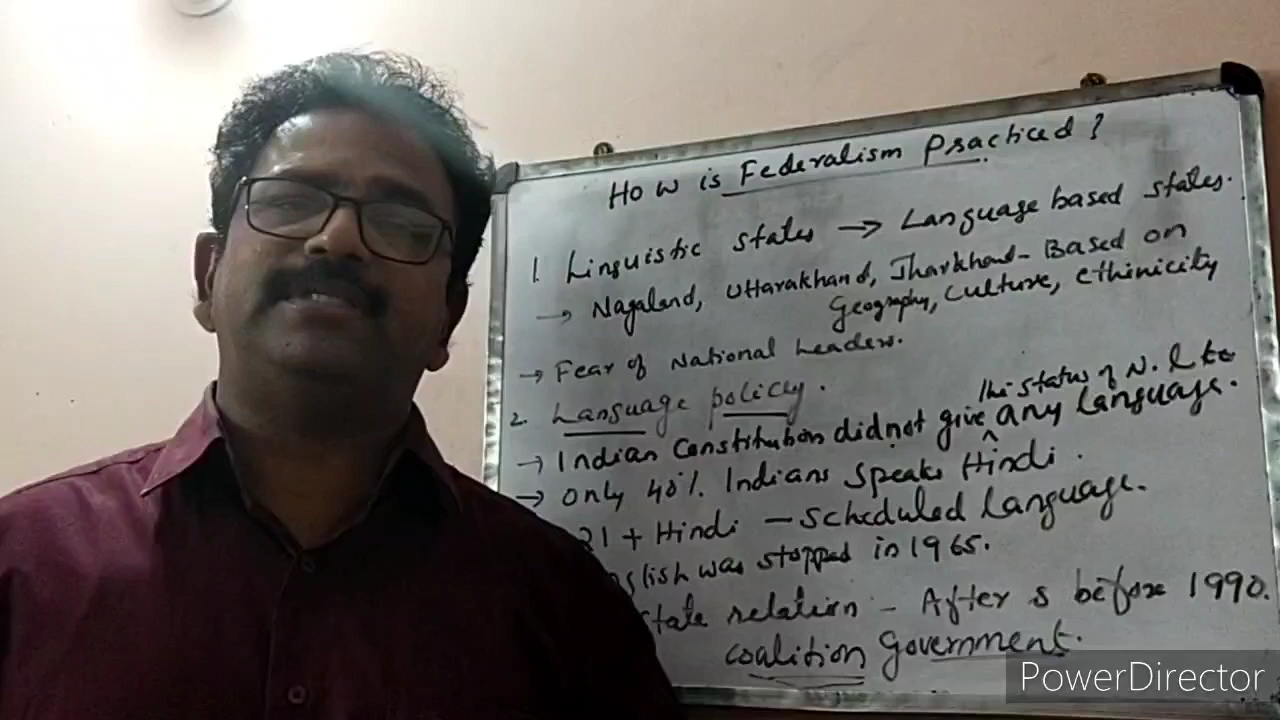 How is Federalism Practiced?
1. Linguistic states → Language based states.
→ Nagaland, Uttarakhand, Jharkhand - Based on
Geography, culture, ethinicity
→ Fear of National Leaders.
2. Language policy.
the status of N. L to
→ Indian Constitution did not give ^ any language.
→ only 40% Indians speaks Hindi.
21 + Hindi - Scheduled language.
glish was stopped in 1965.
state relation - After & before 1990.
coalition Government.
PowerDirector